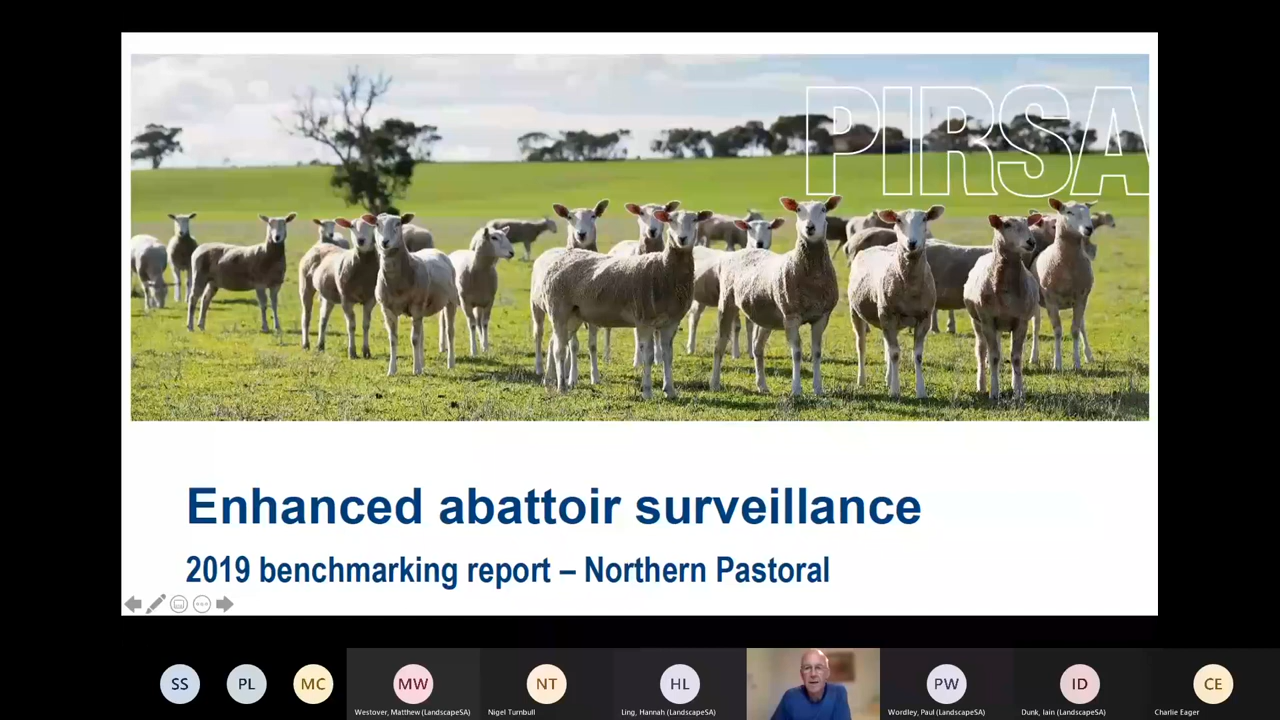 PIRSA
Enhanced abattoir surveillance
2019 benchmarking report – Northern Pastoral
SS
PL
MC
MW
NT
HL
PW
ID
CE
Westover, Matthew (LandscapeSA)
Nigel Turnbull
Ling, Hannah (LandscapeSA)
Wordley, Paul (LandscapeSA)
Dunk, Iain (LandscapeSA)
Charlie Eager